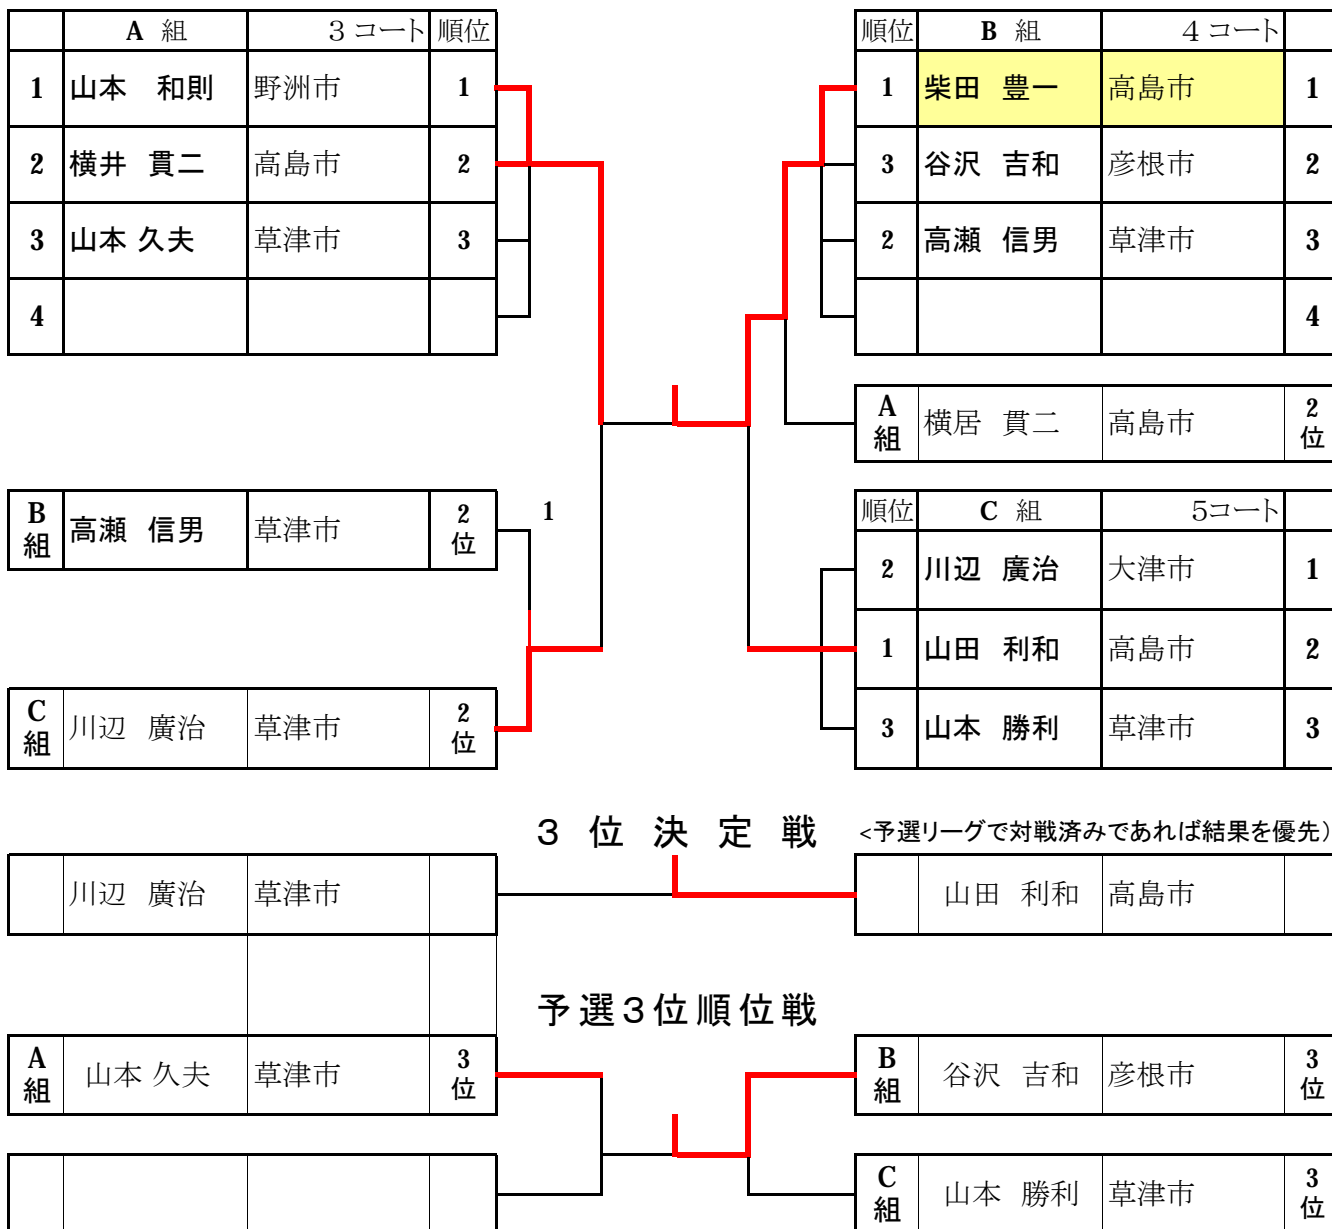 A 組 3 コート 順位
1 山本 和則 野洲市 1
2 横井 貫二 高島市 2
3 山本 久夫 草津市 3
4
順位 B 組 4 コート
1 柴田 豊一 高島市 1
3 谷沢 吉和 彦根市 2
2 高瀬 信男 草津市 3
4
A組 横居 貫二 高島市 2位
B組 高瀬 信男 草津市 2位
1
順位 C 組 5コート
2 川辺 廣治 大津市 1
1 山田 利和 高島市 2
3 山本 勝利 草津市 3
C組 川辺 廣治 草津市 2位
3 位 決 定 戦 <予選リーグで対戦済みであれば結果を優先）
川辺 廣治 草津市
山田 利和 高島市
予選3位順位戦
A組 山本 久夫 草津市 3位
B組 谷沢 吉和 彦根市 3位
C組 山本 勝利 草津市 3位